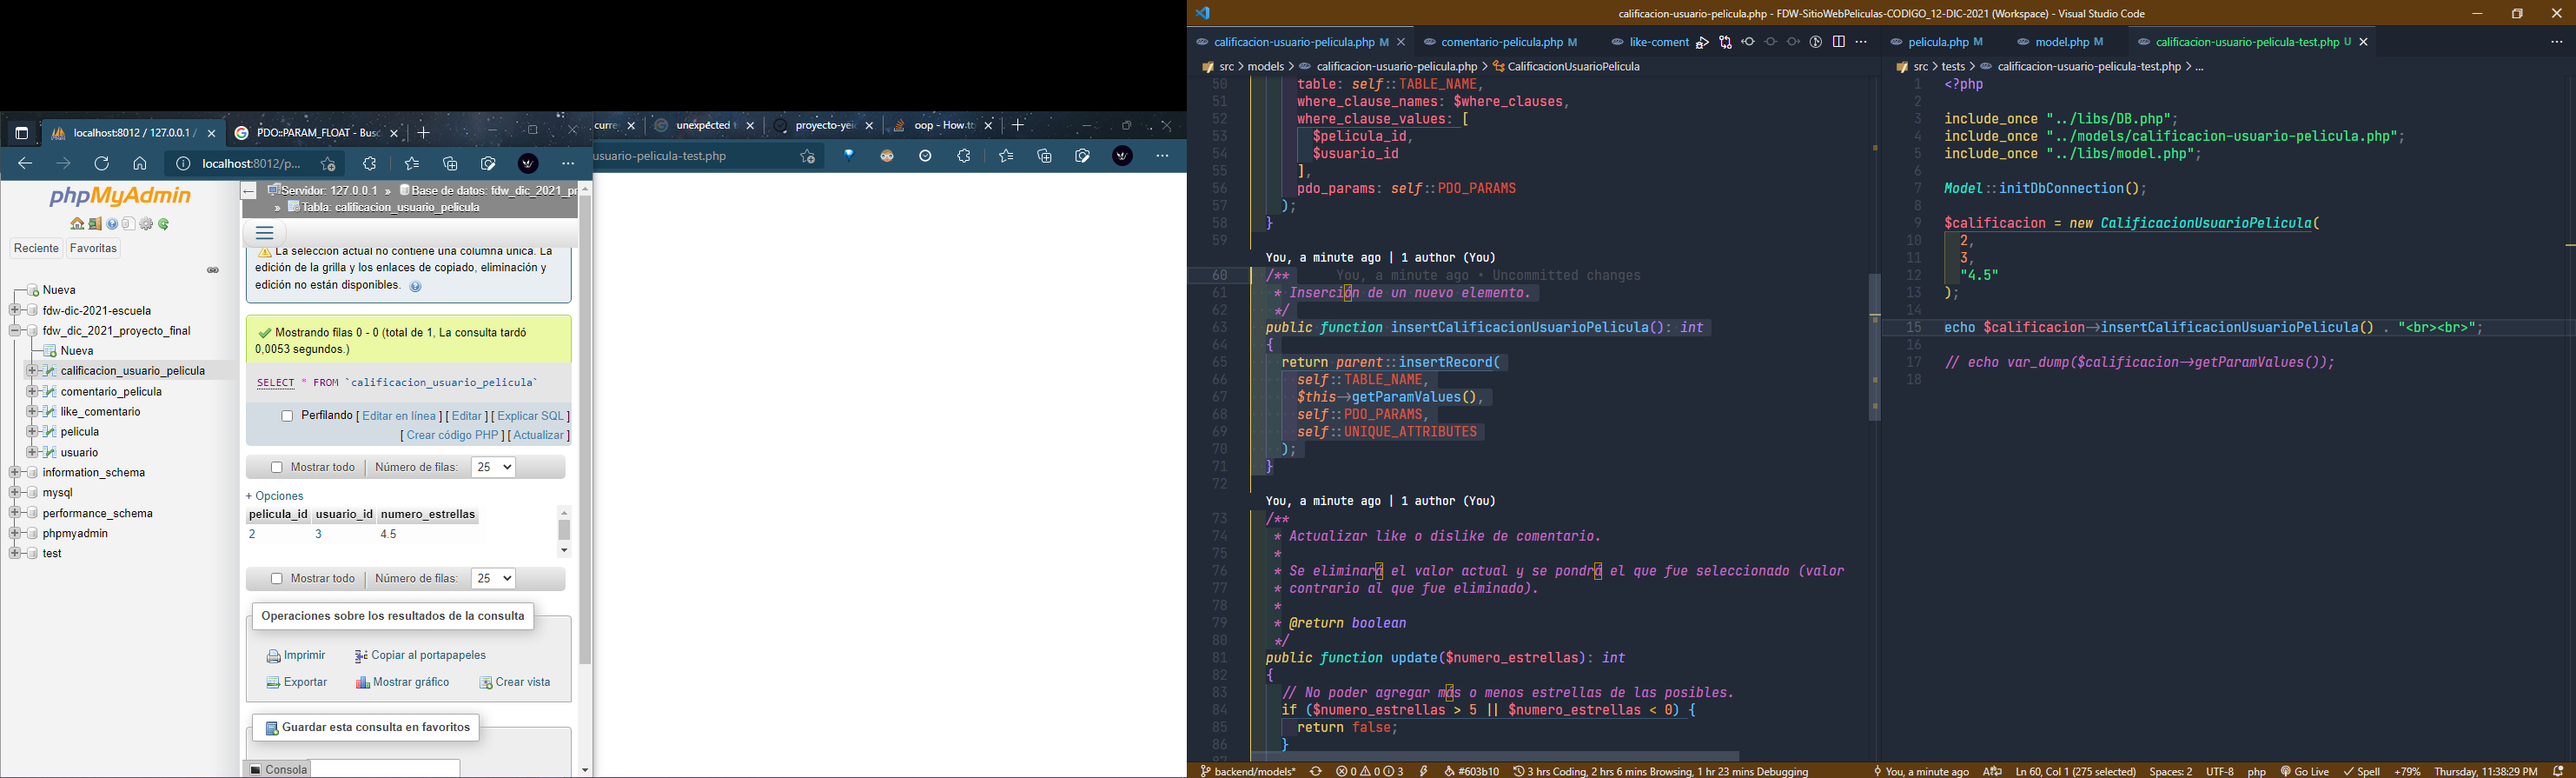 localhost:8012 / 127.0.0.1 /
PDO::PARAM_FLOAT - Busc
localhost:8012/p...
phpMyAdmin
Reciente
Favoritas
Nueva
fdw-dic-2021-escuela
fdw_dic_2021_proyecto_final
Nueva
calificacion_usuario_pelicula
comentario_pelicula
like_comentario
pelicula
usuario
information_schema
mysql
performance_schema
phpmyadmin
test
Servidor: 127.0.0.1 » Base de datos: fdw_dic_2021_pr
» Tabla: calificacion_usuario_pelicula
La selección actual no contiene una columna única. La
edición de la grilla y los enlaces de copiado, eliminación y
edición no están disponibles.
Mostrando filas 0 - 0 (total de 1, La consulta tardó
0,0053 segundos.)
SELECT * FROM `calificacion_usuario_pelicula`
Perfilando [ Editar en línea ] [ Editar ] [ Explicar SQL ]
[ Crear código PHP ] [ Actualizar ]
Mostrar todo | Número de filas: 25
+ Opciones
pelicula_id usuario_id numero_estrellas
2 3 4.5
Mostrar todo | Número de filas: 25
Operaciones sobre los resultados de la consulta
Imprimir Copiar al portapapeles
Exportar Mostrar gráfico Crear vista
Guardar esta consulta en favoritos
Consola
curre
unexpected t
proyecto-yei
oop - How to
usuario-pelicula-test.php
calificacion-usuario-pelicula.php - FDW-SitioWebPeliculas-CODIGO_12-DIC-2021 (Workspace) - Visual Studio Code
calificacion-usuario-pelicula.php M
comentario-pelicula.php M
like-coment
src > models > calificacion-usuario-pelicula.php > CalificacionUsuarioPelicula
50 table: self::TABLE_NAME,
51 where_clause_names: $where_clauses,
52 where_clause_values: [
53 $pelicula_id,
54 $usuario_id
55 ],
56 pdo_params: self::PDO_PARAMS
57 );
58 }
59
You, a minute ago | 1 author (You)
60 /** You, a minute ago • Uncommitted changes
61 * Inserción de un nuevo elemento.
62 */
63 public function insertCalificacionUsuarioPelicula(): int
64 {
65 return parent::insertRecord(
66 self::TABLE_NAME,
67 $this->getParamValues(),
68 self::PDO_PARAMS,
69 self::UNIQUE_ATTRIBUTES
70 );
71 }
72
You, a minute ago | 1 author (You)
73 /**
74 * Actualizar like o dislike de comentario.
75 *
76 * Se eliminará el valor actual y se pondrá el que fue seleccionado (valor
77 * contrario al que fue eliminado).
78 *
79 * @return boolean
80 */
81 public function update($numero_estrellas): int
82 {
83 // No poder agregar más o menos estrellas de las posibles.
84 if ($numero_estrellas > 5 || $numero_estrellas < 0) {
85 return false;
86 }
pelicula.php M
model.php M
calificacion-usuario-pelicula-test.php U
src > tests > calificacion-usuario-pelicula-test.php > ...
1 <?php
2
3 include_once "../libs/DB.php";
4 include_once "../models/calificacion-usuario-pelicula.php";
5 include_once "../libs/model.php";
6
7 Model::initDbConnection();
8
9 $calificacion = new CalificacionUsuarioPelicula(
10 2,
11 3,
12 "4.5"
13 );
14
15 echo $calificacion->insertCalificacionUsuarioPelicula() . "<br><br>";
16
17 // echo var_dump($calificacion->getParamValues());
18
backend/models* 0 0 3 #603b10 3 hrs Coding, 2 hrs 6 mins Browsing, 1 hr 23 mins Debugging
You, a minute ago Ln 60, Col 1 (275 selected) Spaces: 2 UTF-8 php Go Live Spell +79% Thursday, 11:38:29 PM